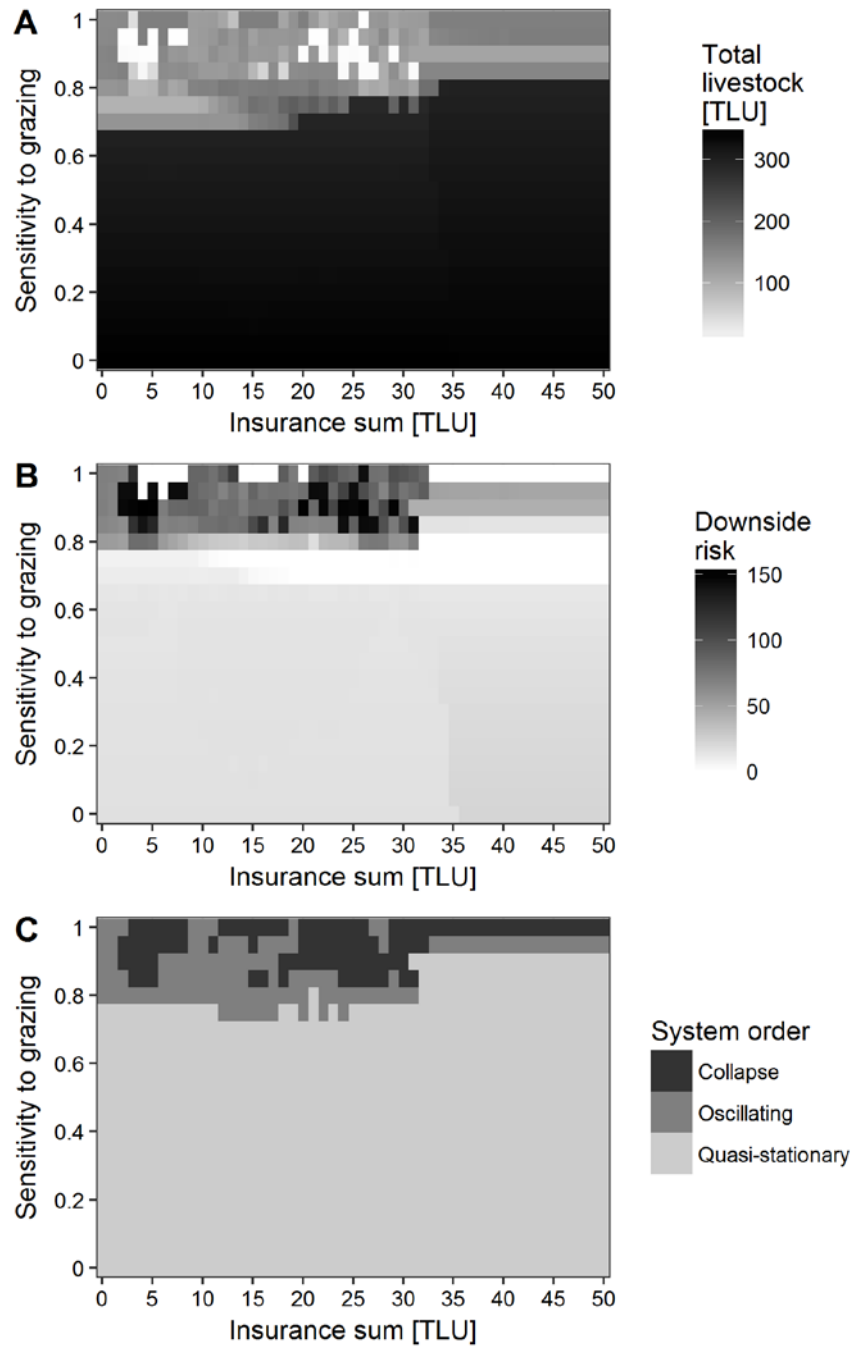 A
1
0.8
0.6
0.4
0.2
0
Sensitivity to grazing
0 5 10 15 20 25 30 35 40 45 50
Insurance sum [TLU]
Total
livestock
[TLU]
300
200
100
B
1
0.8
0.6
0.4
0.2
0
Sensitivity to grazing
0 5 10 15 20 25 30 35 40 45 50
Insurance sum [TLU]
Downside
risk
150
100
50
0
C
1
0.8
0.6
0.4
0.2
0
Sensitivity to grazing
0 5 10 15 20 25 30 35 40 45 50
Insurance sum [TLU]
System order
Collapse
Oscillating
Quasi-stationary